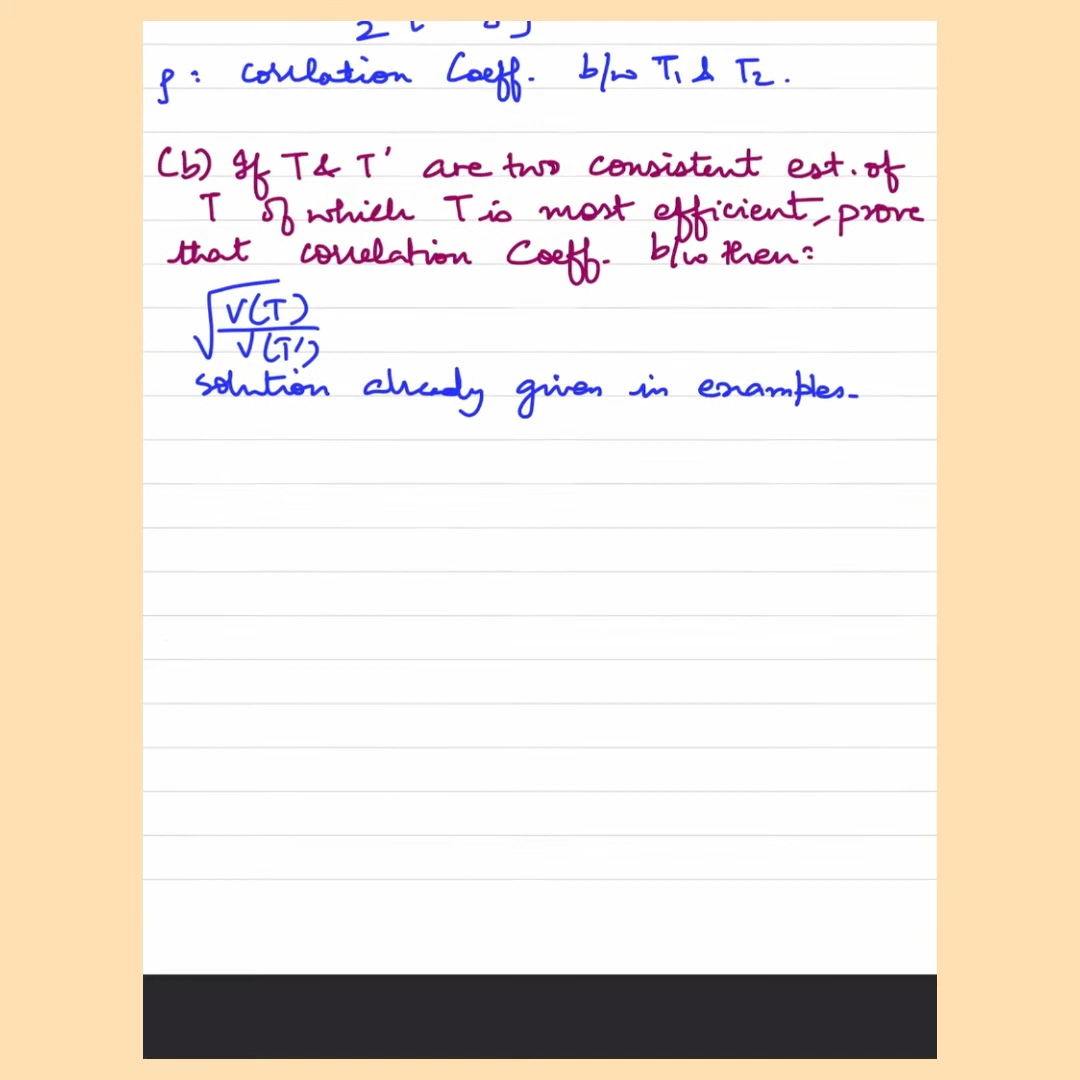 ρ: correlation Coeff. b/w T₁ & T₂.
(b) If T & T' are two consistent est. of
T of which T is most efficient, prove
that correlation Coeff. b/w then:
√(V(T)/V(T'))
solution already given in examples.